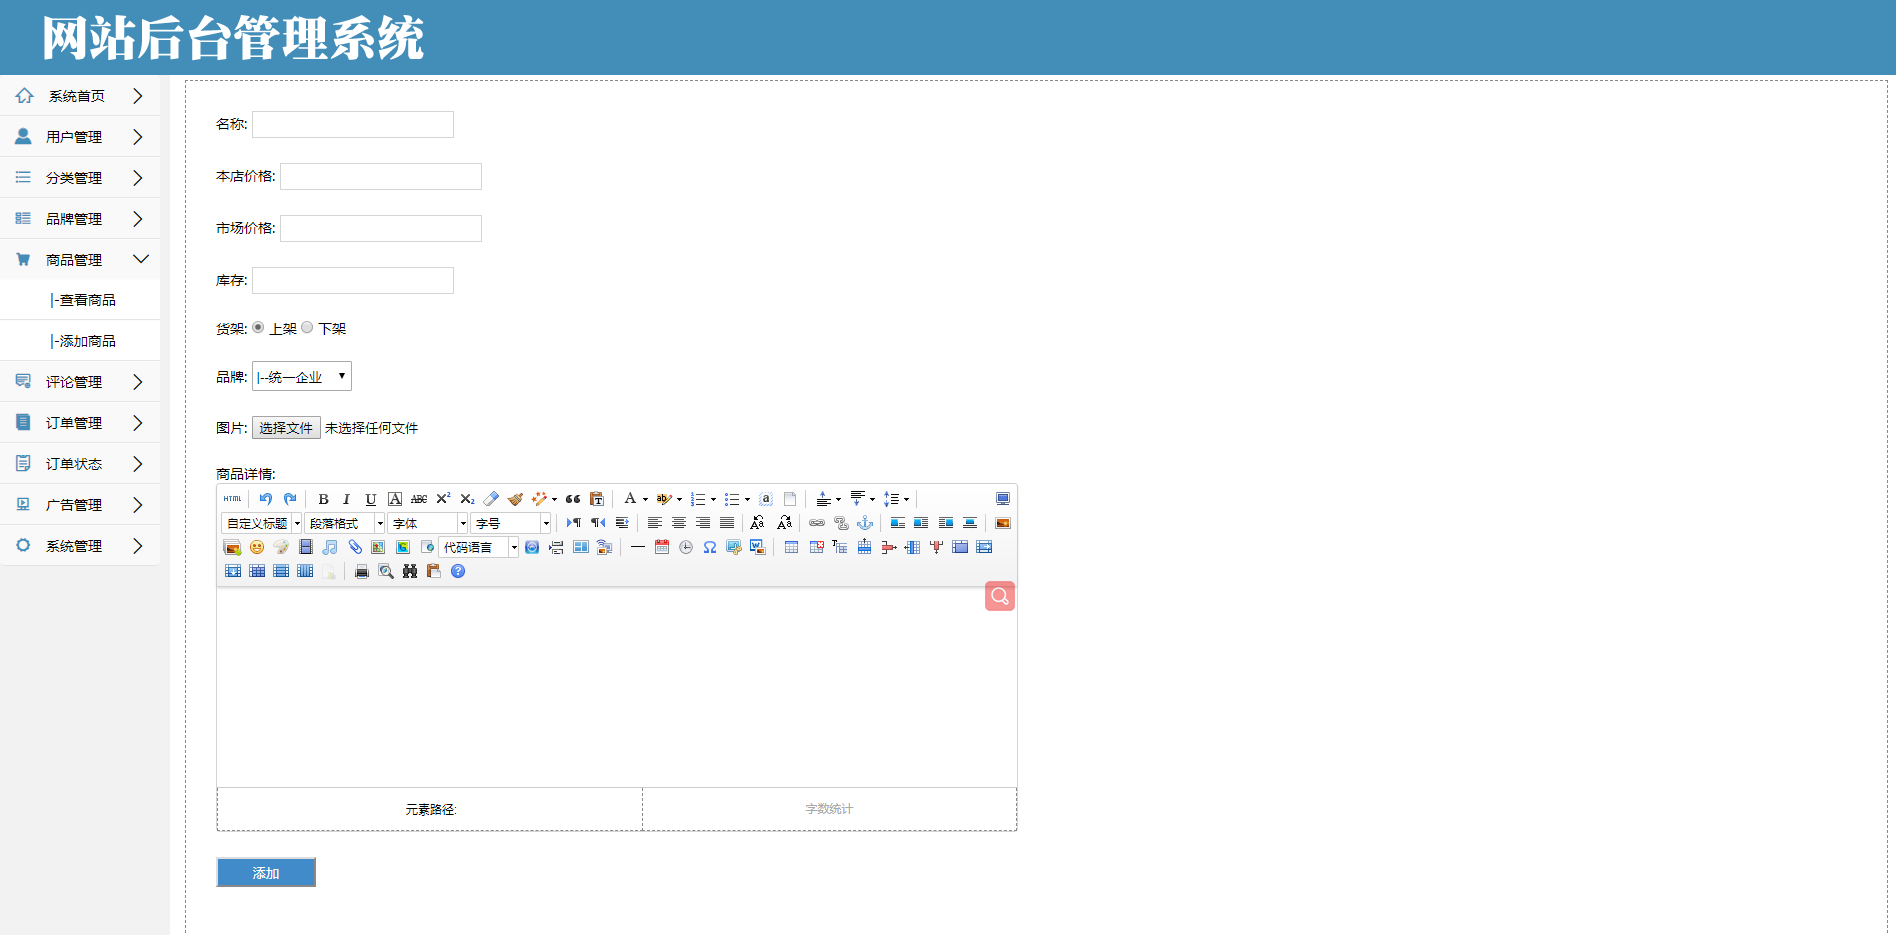 网站后台管理系统
系统首页
用户管理
分类管理
品牌管理
商品管理
|-查看商品
|-添加商品
评论管理
订单管理
订单状态
广告管理
系统管理
名称:
本店价格:
市场价格:
库存:
货架: 上架 下架
品牌: |--统一企业
图片: 选择文件 未选择任何文件
商品详情:
HTML B I U A ABC X² X₂ A ab a
自定义标题 段落格式 字体 字号
代码语言
元素路径: 字数统计
添加